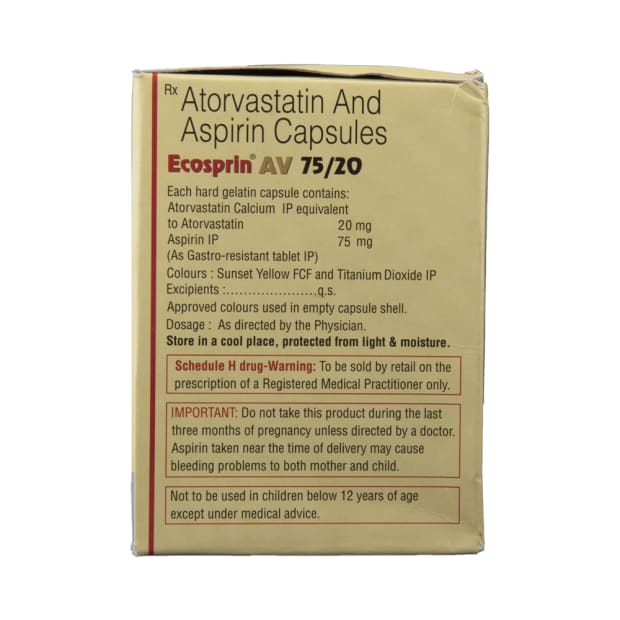 Rx Atorvastatin And
Aspirin Capsules
Ecosprin® AV 75/20
Each hard gelatin capsule contains:
Atorvastatin Calcium IP equivalent
to Atorvastatin 20 mg
Aspirin IP 75 mg
(As Gastro-resistant tablet IP)
Colours : Sunset Yellow FCF and Titanium Dioxide IP
Excipients :.....................q.s.
Approved colours used in empty capsule shell.
Dosage : As directed by the Physician.
Store in a cool place, protected from light & moisture.
Schedule H drug-Warning: To be sold by retail on the
prescription of a Registered Medical Practitioner only.
IMPORTANT: Do not take this product during the last
three months of pregnancy unless directed by a doctor.
Aspirin taken near the time of delivery may cause
bleeding problems to both mother and child.
Not to be used in children below 12 years of age
except under medical advice.